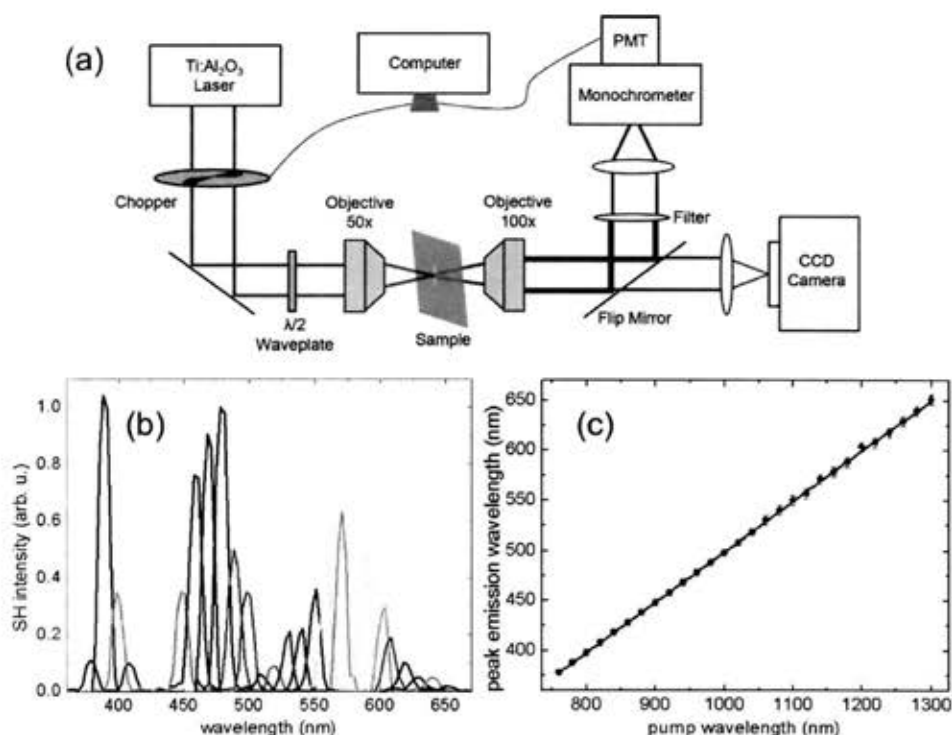 (a)
Ti:Al₂O₃
Laser
Computer
PMT
Monochrometer
Chopper
Objective
50x
Objective
100x
Filter
CCD
Camera
λ/2
Waveplate
Sample
Flip Mirror
(b)
SH intensity (arb. u.)
1.0
0.8
0.6
0.4
0.2
0.0
400 450 500 550 600 650
wavelength (nm)
(c)
peak emission wavelength (nm)
650
600
550
500
450
400
800 900 1000 1100 1200 1300
pump wavelength (nm)